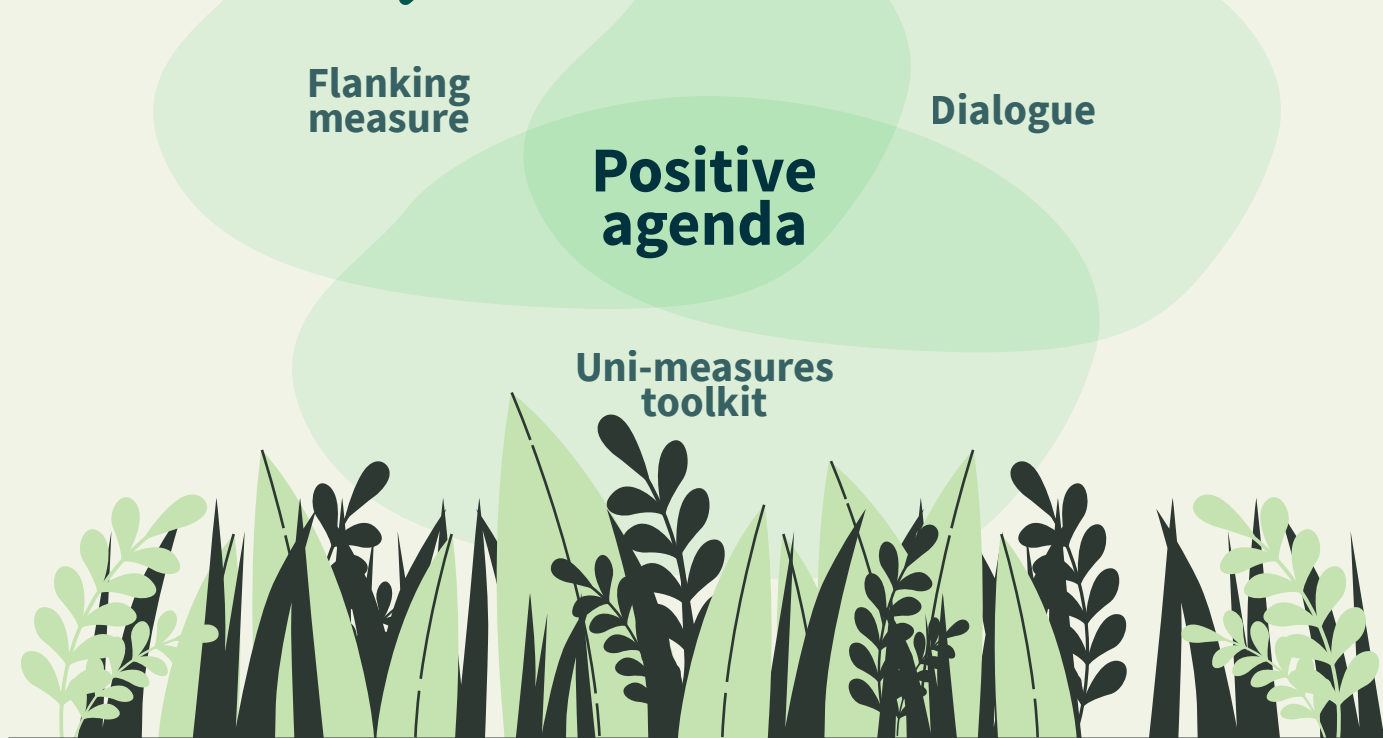 Flanking
measure
Dialogue
Positive
agenda
Uni-measures
toolkit